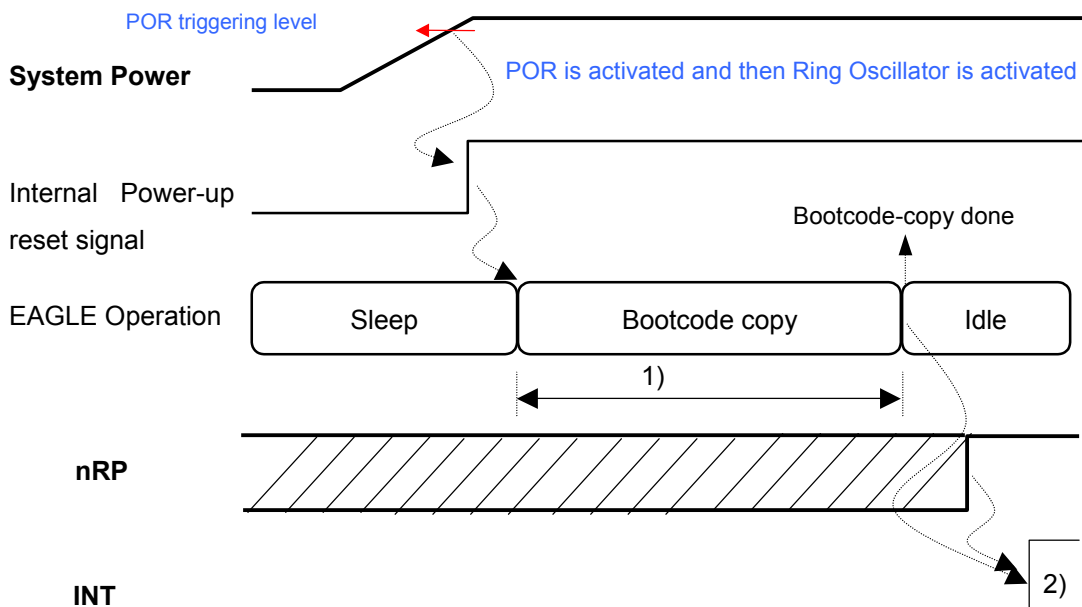 POR triggering level
System Power
POR is activated and then Ring Oscillator is activated
Internal Power-up
reset signal
Bootcode-copy done
EAGLE Operation
Sleep
Bootcode copy
Idle
1)
nRP
2)
INT